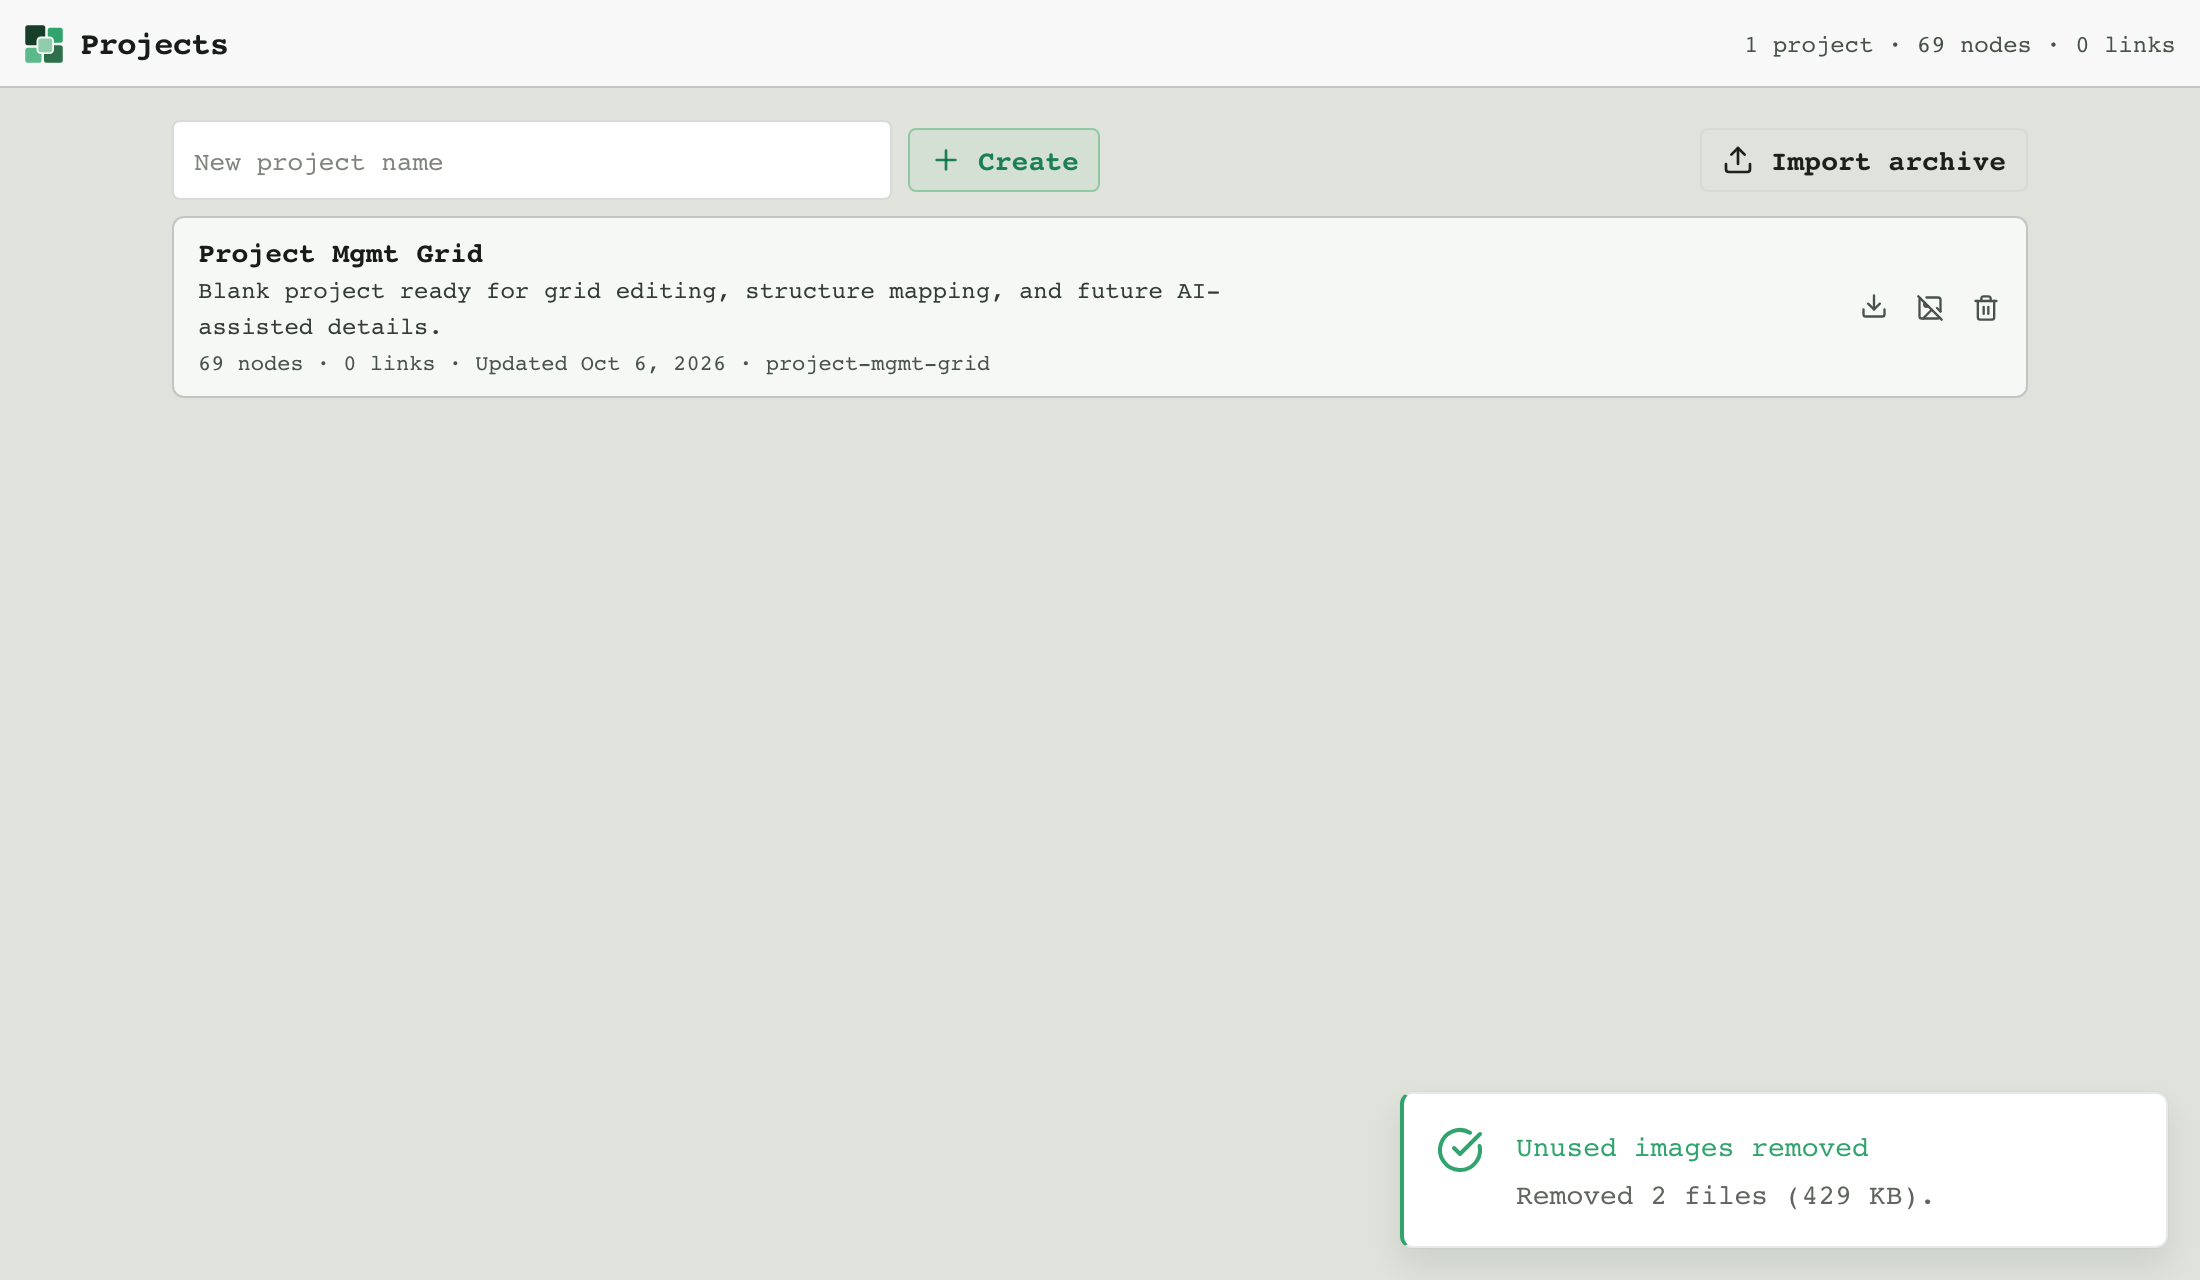 Projects
1 project · 69 nodes · 0 links
New project name
Create
Import archive
Project Mgmt Grid
Blank project ready for grid editing, structure mapping, and future AI-
assisted details.
69 nodes · 0 links · Updated Oct 6, 2026 · project-mgmt-grid
Unused images removed
Removed 2 files (429 KB).